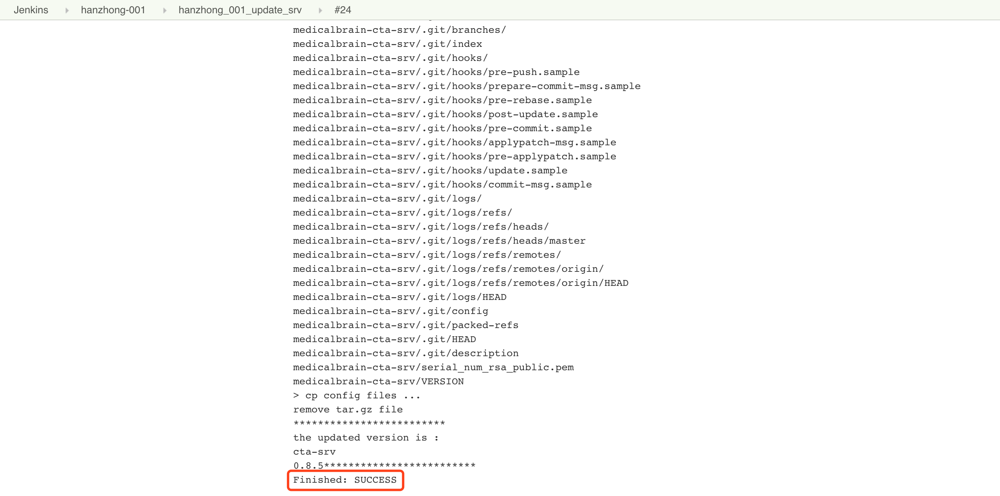 Jenkins hanzhong-001 hanzhong_001_update_srv #24
medicalbrain-cta-srv/.git/branches/
medicalbrain-cta-srv/.git/index
medicalbrain-cta-srv/.git/hooks/
medicalbrain-cta-srv/.git/hooks/pre-push.sample
medicalbrain-cta-srv/.git/hooks/prepare-commit-msg.sample
medicalbrain-cta-srv/.git/hooks/pre-rebase.sample
medicalbrain-cta-srv/.git/hooks/post-update.sample
medicalbrain-cta-srv/.git/hooks/pre-commit.sample
medicalbrain-cta-srv/.git/hooks/applypatch-msg.sample
medicalbrain-cta-srv/.git/hooks/pre-applypatch.sample
medicalbrain-cta-srv/.git/hooks/update.sample
medicalbrain-cta-srv/.git/hooks/commit-msg.sample
medicalbrain-cta-srv/.git/logs/
medicalbrain-cta-srv/.git/logs/refs/
medicalbrain-cta-srv/.git/logs/refs/heads/
medicalbrain-cta-srv/.git/logs/refs/heads/master
medicalbrain-cta-srv/.git/logs/refs/remotes/
medicalbrain-cta-srv/.git/logs/refs/remotes/origin/
medicalbrain-cta-srv/.git/logs/refs/remotes/origin/HEAD
medicalbrain-cta-srv/.git/logs/HEAD
medicalbrain-cta-srv/.git/config
medicalbrain-cta-srv/.git/packed-refs
medicalbrain-cta-srv/.git/HEAD
medicalbrain-cta-srv/.git/description
medicalbrain-cta-srv/serial_num_rsa_public.pem
medicalbrain-cta-srv/VERSION
> cp config files ...
remove tar.gz file
*************************
the updated version is :
cta-srv
0.8.5*************************
Finished: SUCCESS